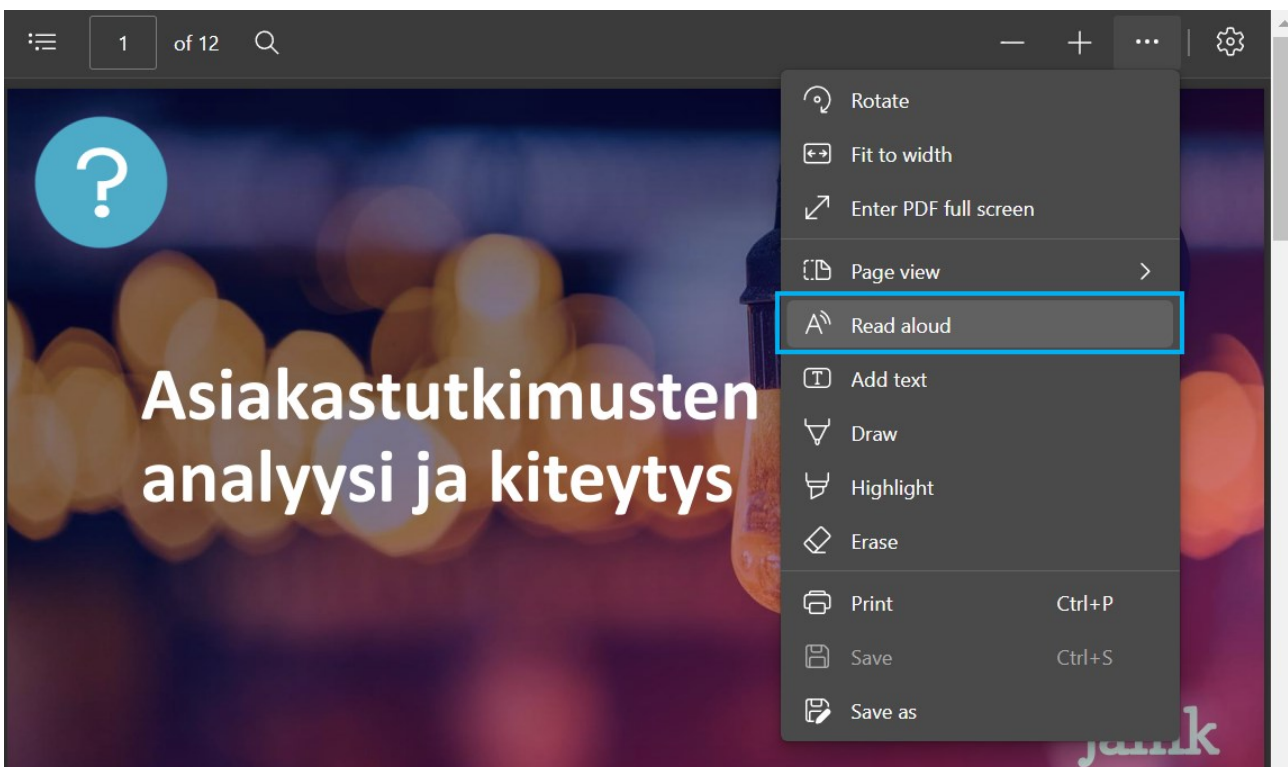 1 of 12
Rotate
Fit to width
Enter PDF full screen
Page view
Read aloud
Add text
Draw
Highlight
Erase
Print Ctrl+P
Save Ctrl+S
Save as
?
Asiakastutkimusten
analyysi ja kiteytys